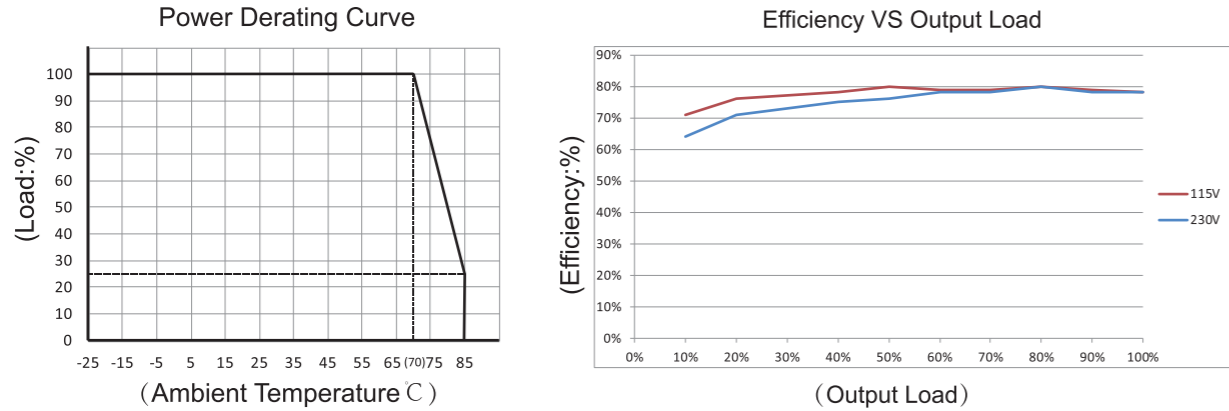 Power Derating Curve
100
90
80
70
60
50
40
30
20
10
0
(Load:%)
-25 -15 -5 5 15 25 35 45 55 65 (70) 75 85
(Ambient Temperature℃)
Efficiency VS Output Load
90%
80%
70%
60%
50%
40%
30%
20%
10%
0%
(Efficiency:%)
0% 10% 20% 30% 40% 50% 60% 70% 80% 90% 100%
(Output Load)
115V
230V